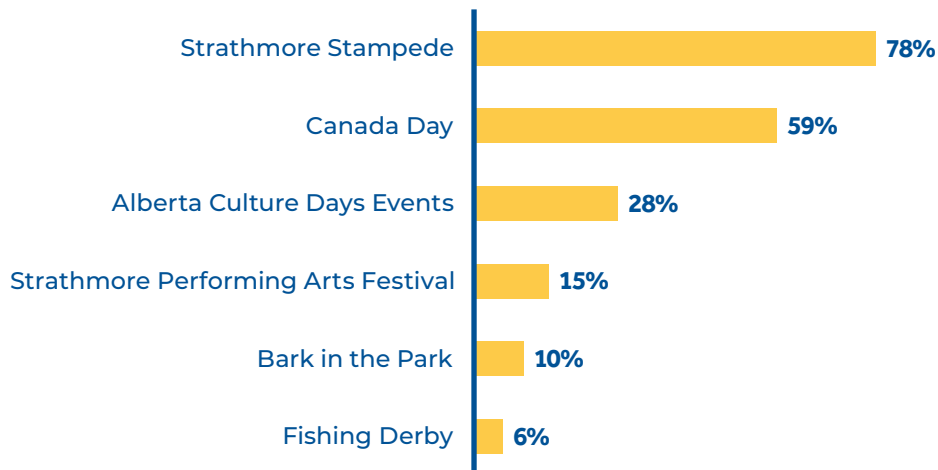 Strathmore Stampede 78%
Canada Day 59%
Alberta Culture Days Events 28%
Strathmore Performing Arts Festival 15%
Bark in the Park 10%
Fishing Derby 6%